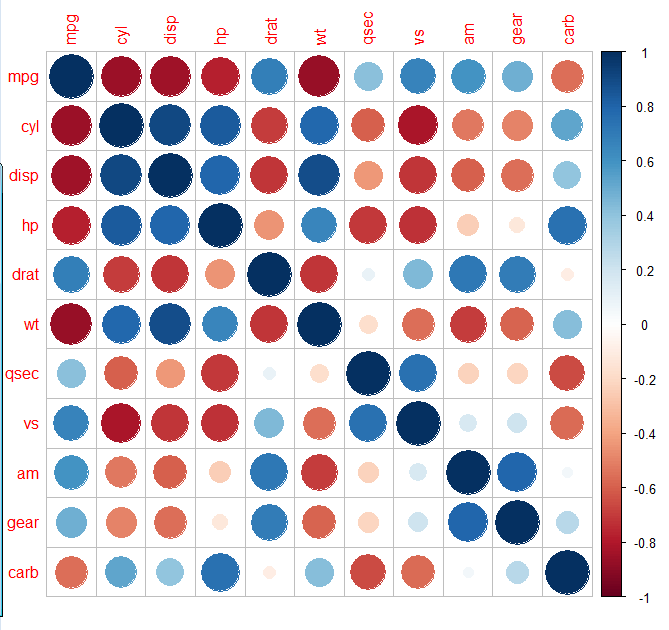 mpg cyl disp hp drat wt qsec vs am gear carb
mpg
cyl
disp
hp
drat
wt
qsec
vs
am
gear
carb
1
0.8
0.6
0.4
0.2
0
-0.2
-0.4
-0.6
-0.8
-1